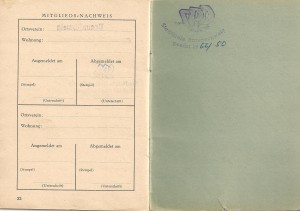 MITGLIEDS-NACHWEIS
Ortsverein:
Wohnung:
Angemeldet am Abgemeldet am
(Stempel) (Stempel)
(Unterschrift) (Unterschrift)
Ortsverein:
Wohnung:
Angemeldet am Abgemeldet am
(Stempel) (Stempel)
(Unterschrift) (Unterschrift)
22